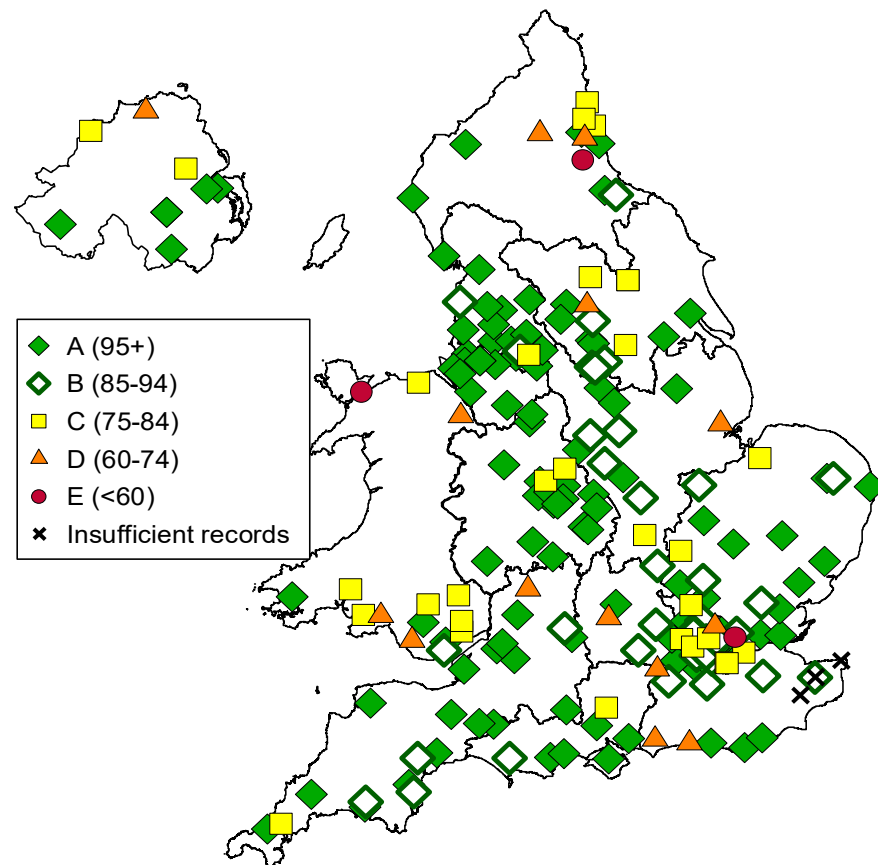 A (95+)
B (85-94)
C (75-84)
D (60-74)
E (<60)
Insufficient records